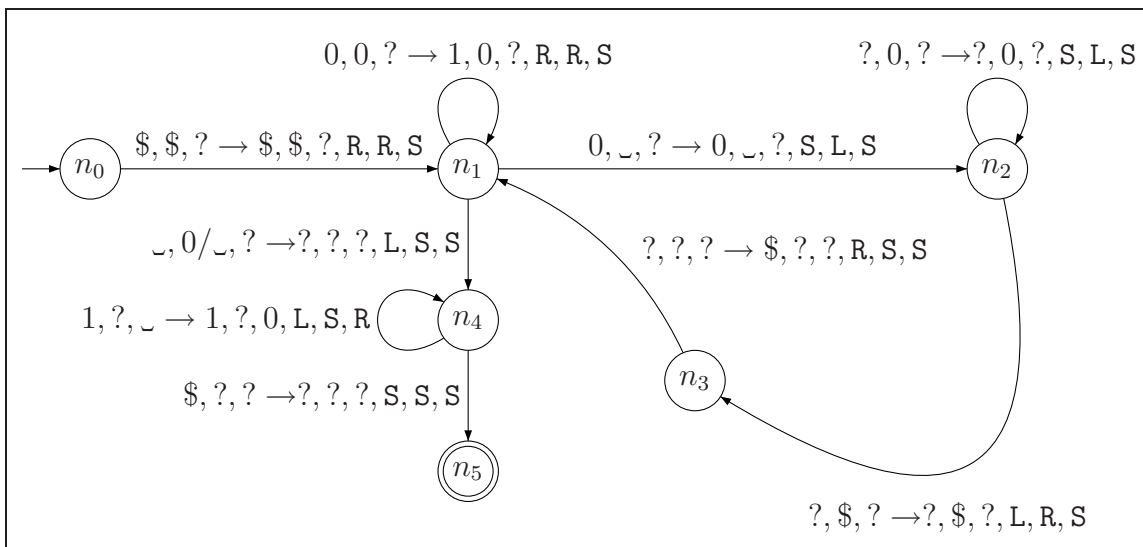 0, 0, ? → 1, 0, ?, R, R, S
?, 0, ? →?, 0, ?, S, L, S
$, $, ? → $, $, ?, R, R, S
0, ␣, ? → 0, ␣, ?, S, L, S
n0
n1
n2
␣, 0/␣, ? →?, ?, ?, L, S, S
?, ?, ? → $, ?, ?, R, S, S
1, ?, ␣ → 1, ?, 0, L, S, R
n4
n3
$, ?, ? →?, ?, ?, S, S, S
n5
?, $, ? →?, $, ?, L, R, S